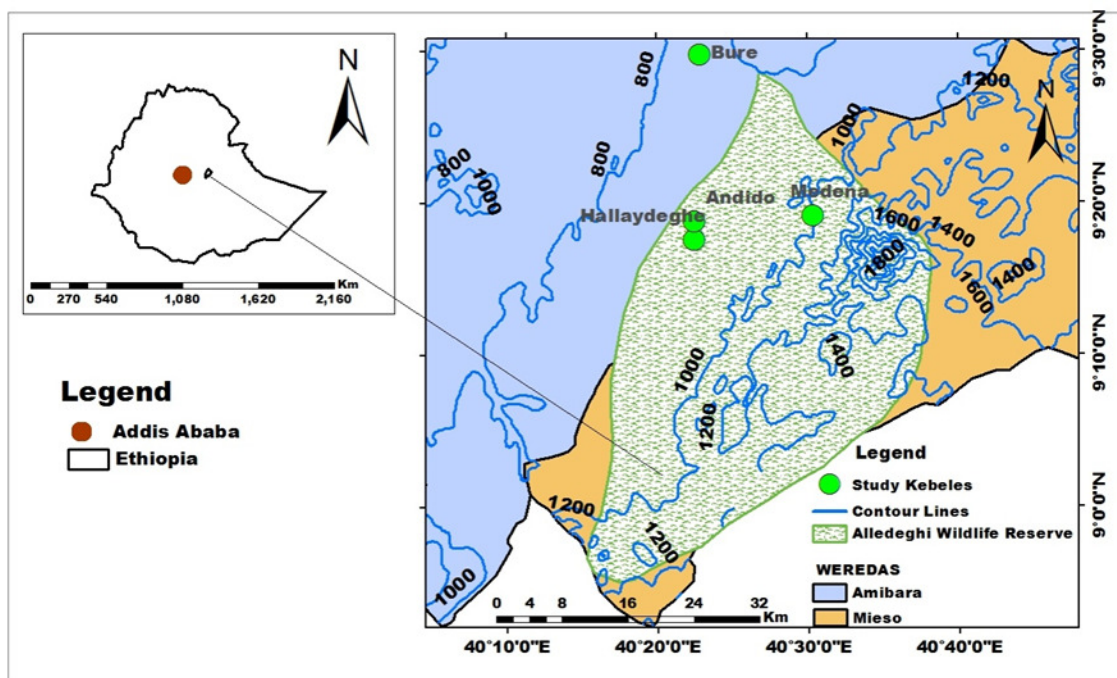 N
Km
0 270 540 1,080 1,620 2,160
Legend
Addis Ababa
Ethiopia
Bure
800
1200
N
1000
800
800
1000
Medena
Andido
Hallaydeghe
1600
1400
1800
1400
1600
1400
1000
1200
1200
1200
1000
Legend
Study Kebeles
Contour Lines
Alledeghi Wildlife Reserve
WEREDAS
Amibara
Mieso
0 2 4 8 16 24 32
Km
9°30'0"N
9°20'0"N
9°10'0"N
9°0'0"N
40°10'0"E 40°20'0"E 40°30'0"E 40°40'0"E